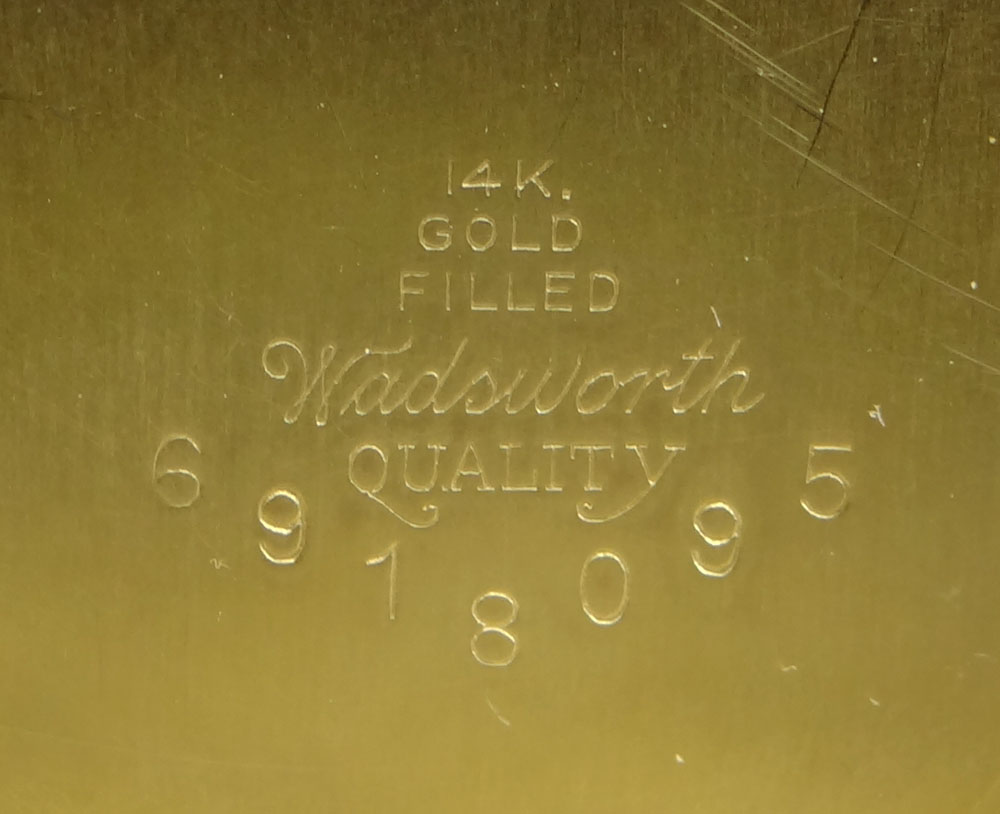 14K.
GOLD
FILLED
Wadsworth
QUALITY
6918095